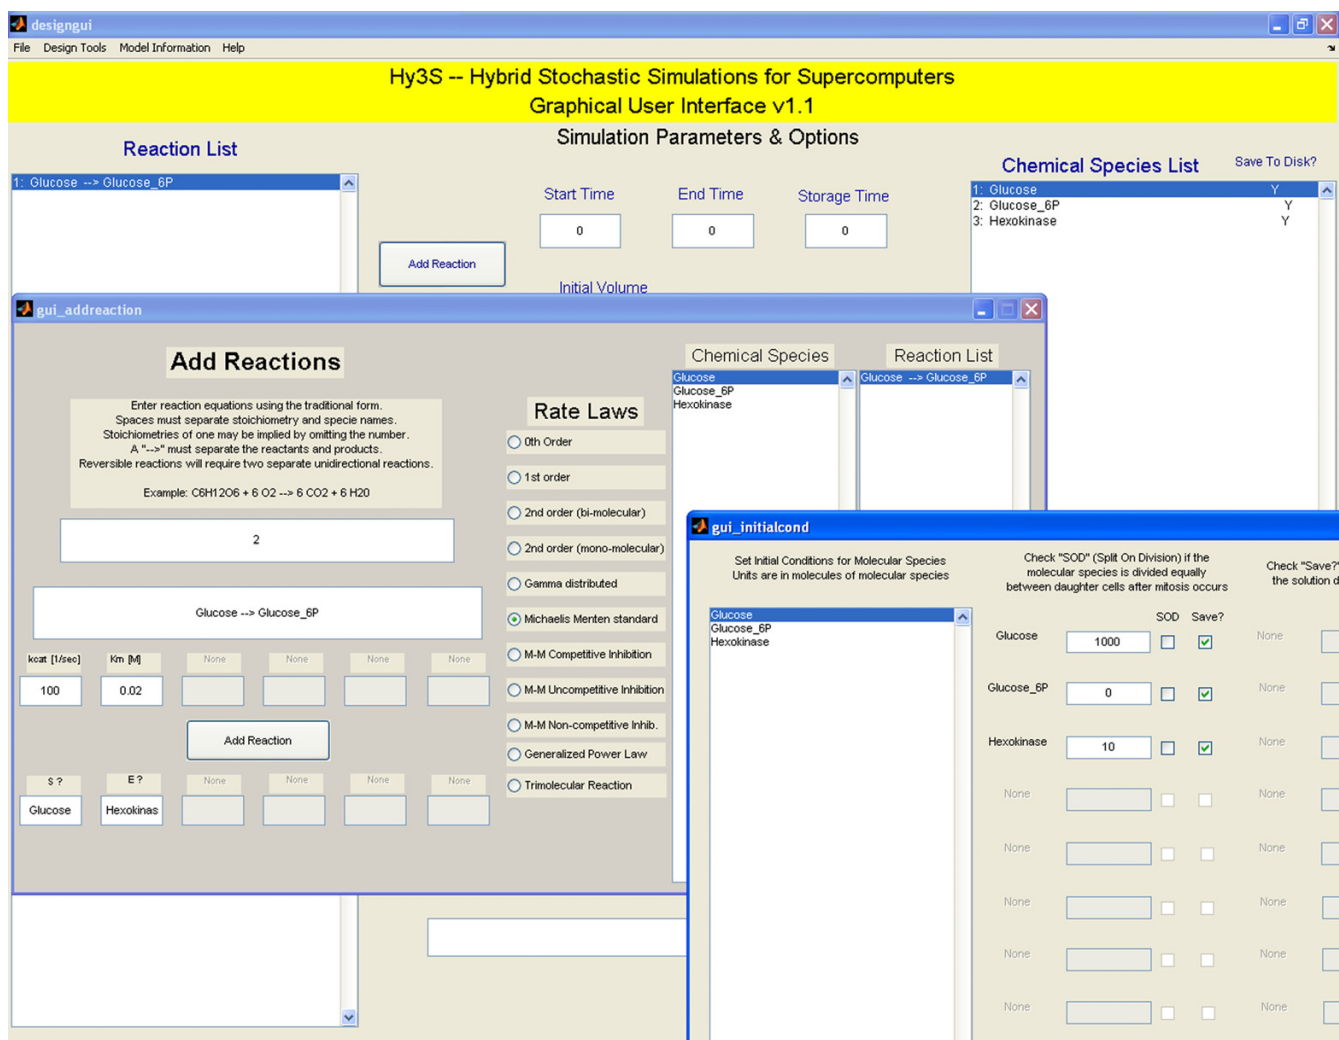 designgui
File Design Tools Model Information Help
Hy3S -- Hybrid Stochastic Simulations for Supercomputers
Graphical User Interface v1.1
Simulation Parameters & Options
Reaction List
1: Glucose --> Glucose_6P
Start Time End Time Storage Time
0 0 0
Add Reaction
Initial Volume
Chemical Species List Save To Disk?
1: Glucose Y
2: Glucose_6P Y
3: Hexokinase Y
gui_addreaction
Add Reactions
Enter reaction equations using the traditional form.
Spaces must separate stoichiometry and specie names.
Stoichiometries of one may be implied by omitting the number.
A "-->" must separate the reactants and products.
Reversible reactions will require two separate unidirectional reactions.
Example: C6H12O6 + 6 O2 --> 6 CO2 + 6 H20
2
Glucose --> Glucose_6P
kcat [1/sec] Km [M] None None None None
100 0.02
Add Reaction
S ? E ? None None None None
Glucose Hexokinas
Rate Laws
0th Order
1st order
2nd order (bi-molecular)
2nd order (mono-molecular)
Gamma distributed
Michaelis Menten standard
M-M Competitive Inhibition
M-M Uncompetitive Inhibition
M-M Non-competitive Inhib.
Generalized Power Law
Trimolecular Reaction
Chemical Species
Glucose
Glucose_6P
Hexokinase
Reaction List
Glucose --> Glucose_6P
gui_initialcond
Set Initial Conditions for Molecular Species
Units are in molecules of molecular species
Check "SOD" (Split On Division) if the
molecular species is divided equally
between daughter cells after mitosis occurs
Check "Save?"
the solution d
Glucose
Glucose_6P
Hexokinase
SOD Save?
Glucose 1000 None
Glucose_6P 0 None
Hexokinase 10 None
None None
None None
None None
None None
None None